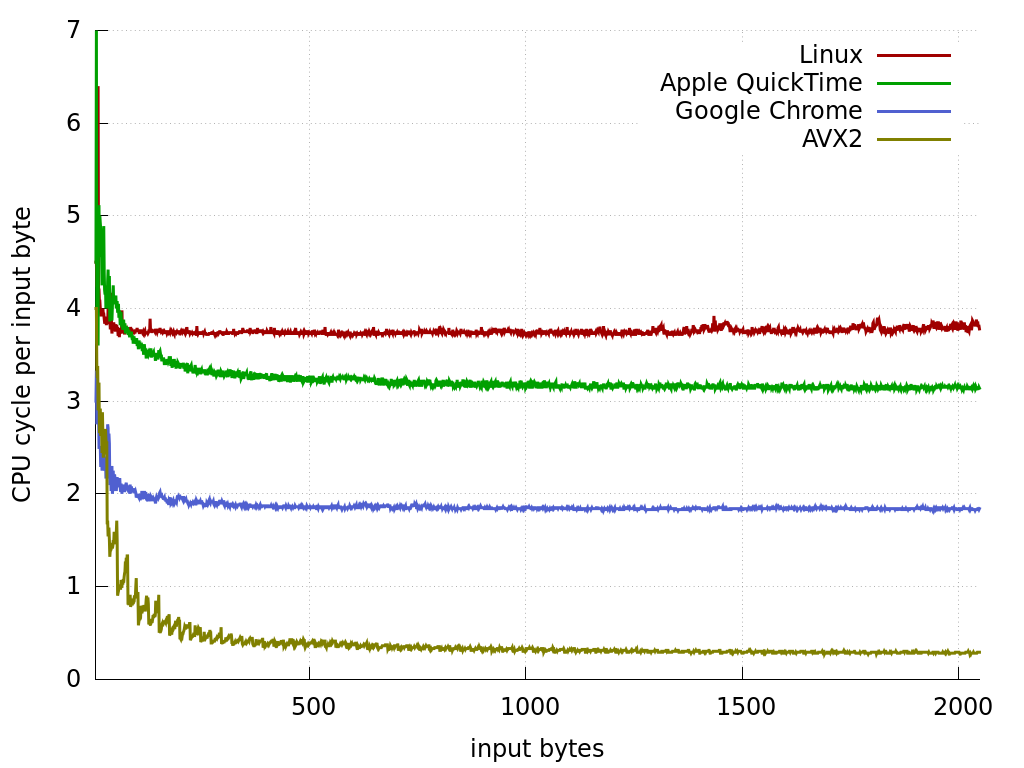 7
6
5
4
3
2
1
0
CPU cycle per input byte
Linux
Apple QuickTime
Google Chrome
AVX2
500
1000
1500
2000
input bytes